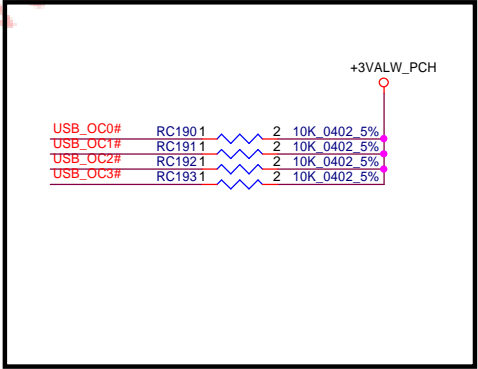 +3VALW_PCH
USB_OC0# RC190 1 2 10K_0402_5%
USB_OC1# RC191 1 2 10K_0402_5%
USB_OC2# RC192 1 2 10K_0402_5%
USB_OC3# RC193 1 2 10K_0402_5%